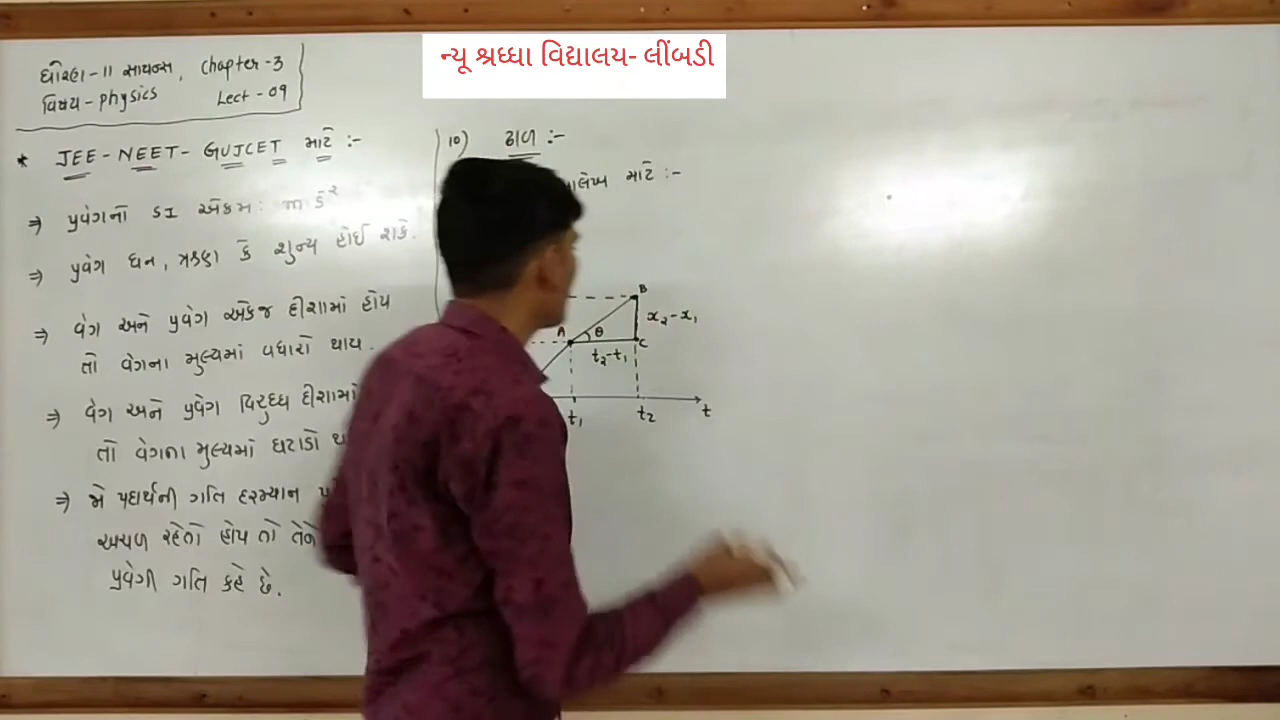 ન્યૂ શ્રધ્ધા વિદ્યાલય- લીંબડી
ધોરણ-11 સાયન્સ, Chapter-3
વિષય-physics Lect-09
* JEE-NEET-GUJCET માટે :-
⇒ પ્રવેગનો SI એકમ: m
⇒ પ્રવેગ ધન, ઋણ કે શુન્ય હોઈ શકે.
⇒ વેગ અને પ્રવેગ એકજ દીશામાં હોય
તો વેગના મુલ્યમાં વધારો થાય.
⇒ વેગ અને પ્રવેગ વિરુધ્ધ દીશામાં
તો વેગના મુલ્યમાં ઘટાડો
⇒ જો પદાર્થની ગતિ દરમ્યાન
અચળ રહેતો હોય તો તેને
પ્રવેગી ગતિ કહે છે.
10) ઢાળ :-
માટે :-
B
A θ x₂-x₁
C
t₂-t₁
t₁ t₂ t